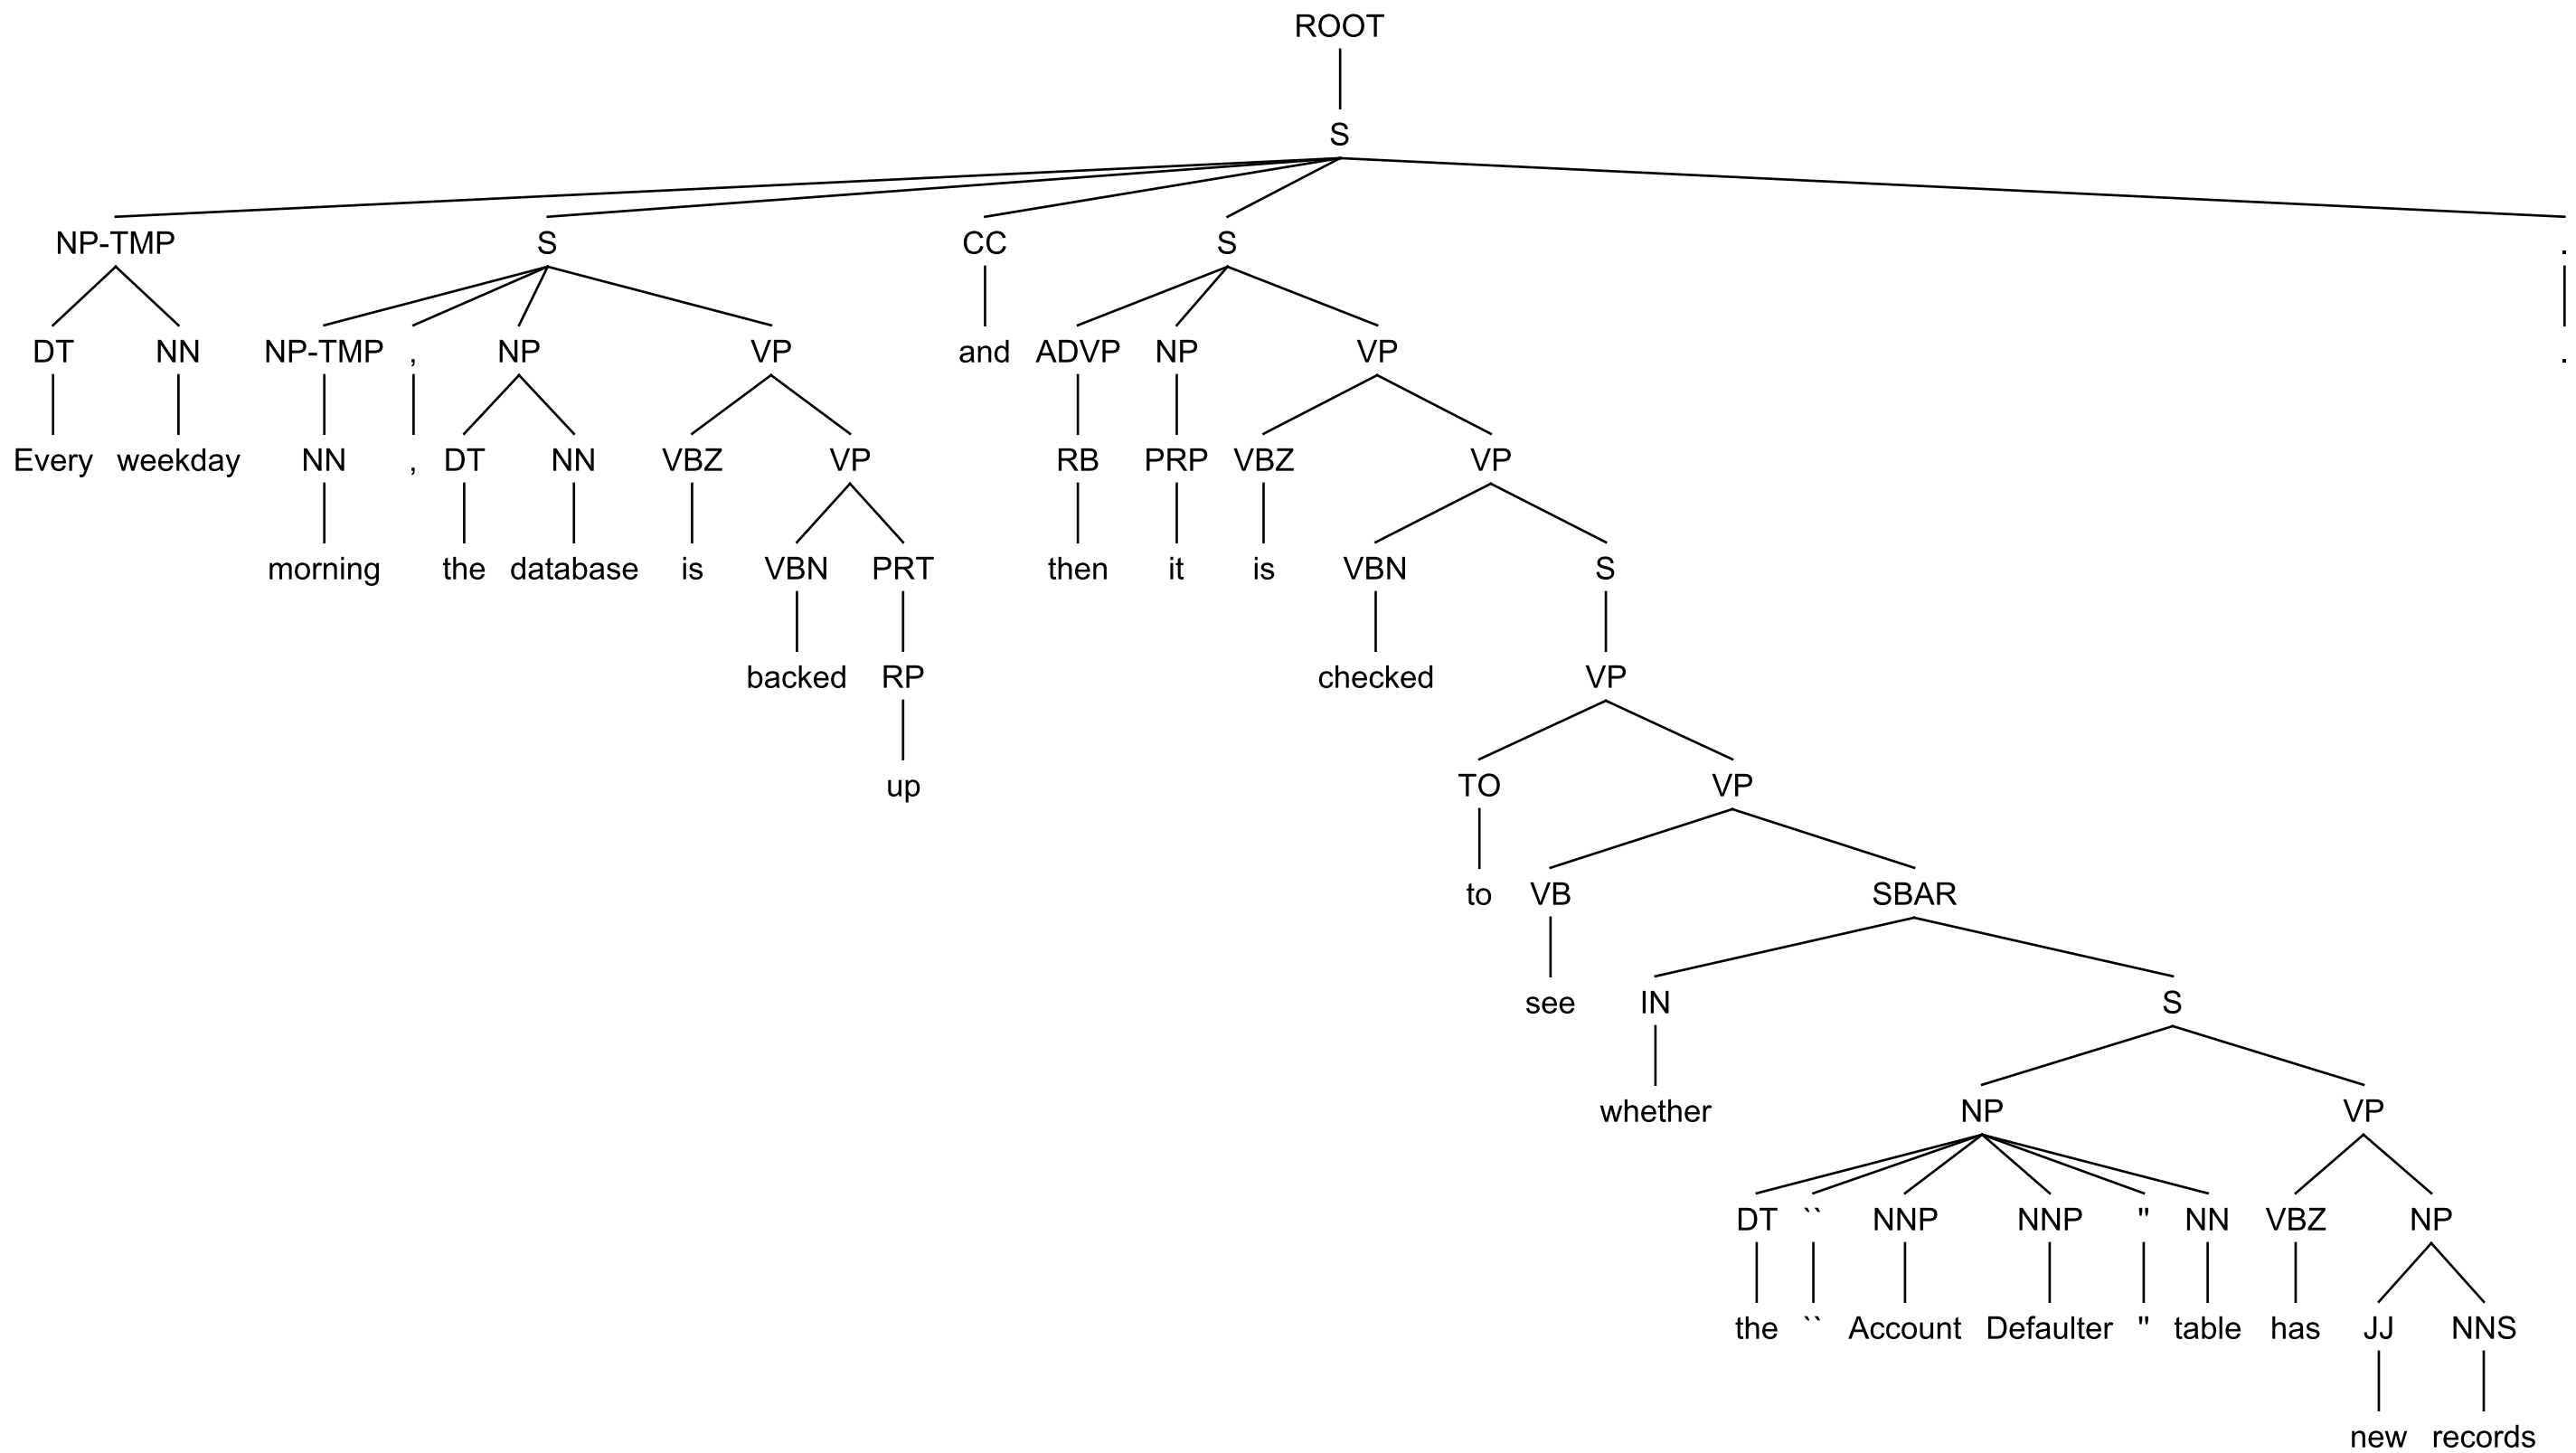 ROOT
S
NP-TMP S CC S .
DT NN NP-TMP , NP VP and ADVP NP VP .
Every weekday NN , DT NN VBZ VP RB PRP VBZ VP
morning the database is VBN PRT then it is VBN S
backed RP checked VP
up TO VP
to VB SBAR
see IN S
whether NP VP
DT `` NNP NNP " NN VBZ NP
the `` Account Defaulter " table has JJ NNS
new records